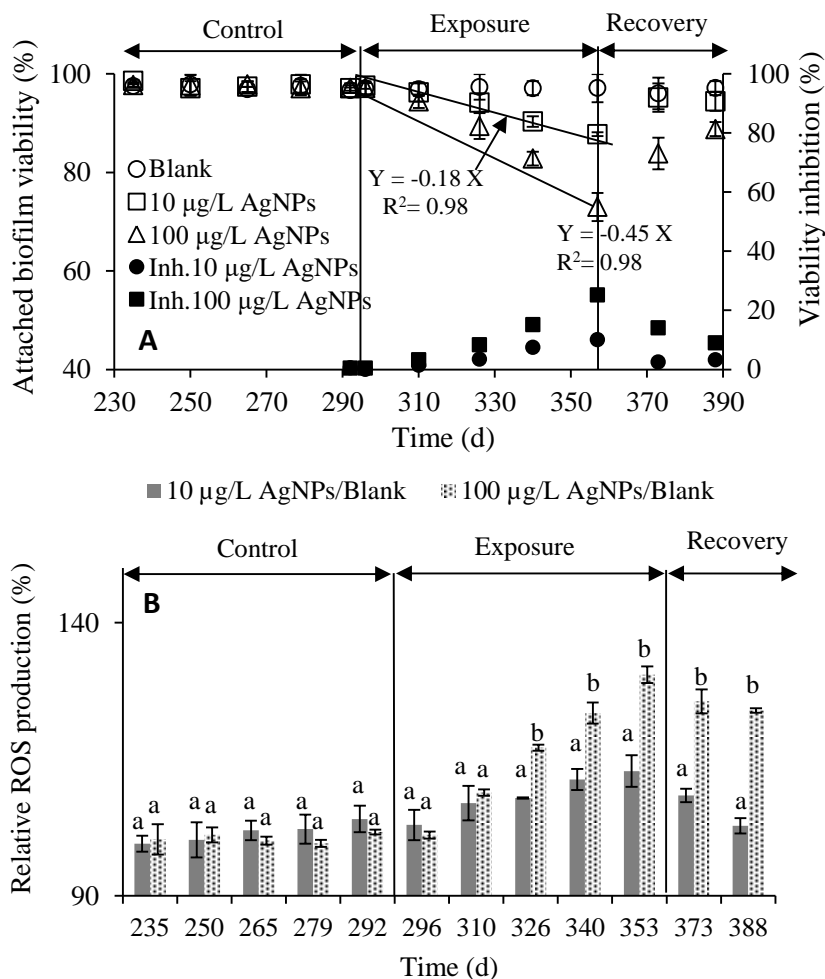 Control Exposure Recovery
Attached biofilm viability (%)
Viability inhibition (%)
100 100
80 80
60 60
40 40
20
0
Blank
10 µg/L AgNPs
100 µg/L AgNPs
Inh.10 µg/L AgNPs
Inh.100 µg/L AgNPs
Y = -0.18 X
R²= 0.98
Y = -0.45 X
R²= 0.98
A
230 250 270 290 310 330 350 370 390
Time (d)
10 µg/L AgNPs/Blank 100 µg/L AgNPs/Blank
Control Exposure Recovery
B
Relative ROS production (%)
140
90
a a a a a a a a a a a a a a a b a b a b a b a b
235 250 265 279 292 296 310 326 340 353 373 388
Time (d)